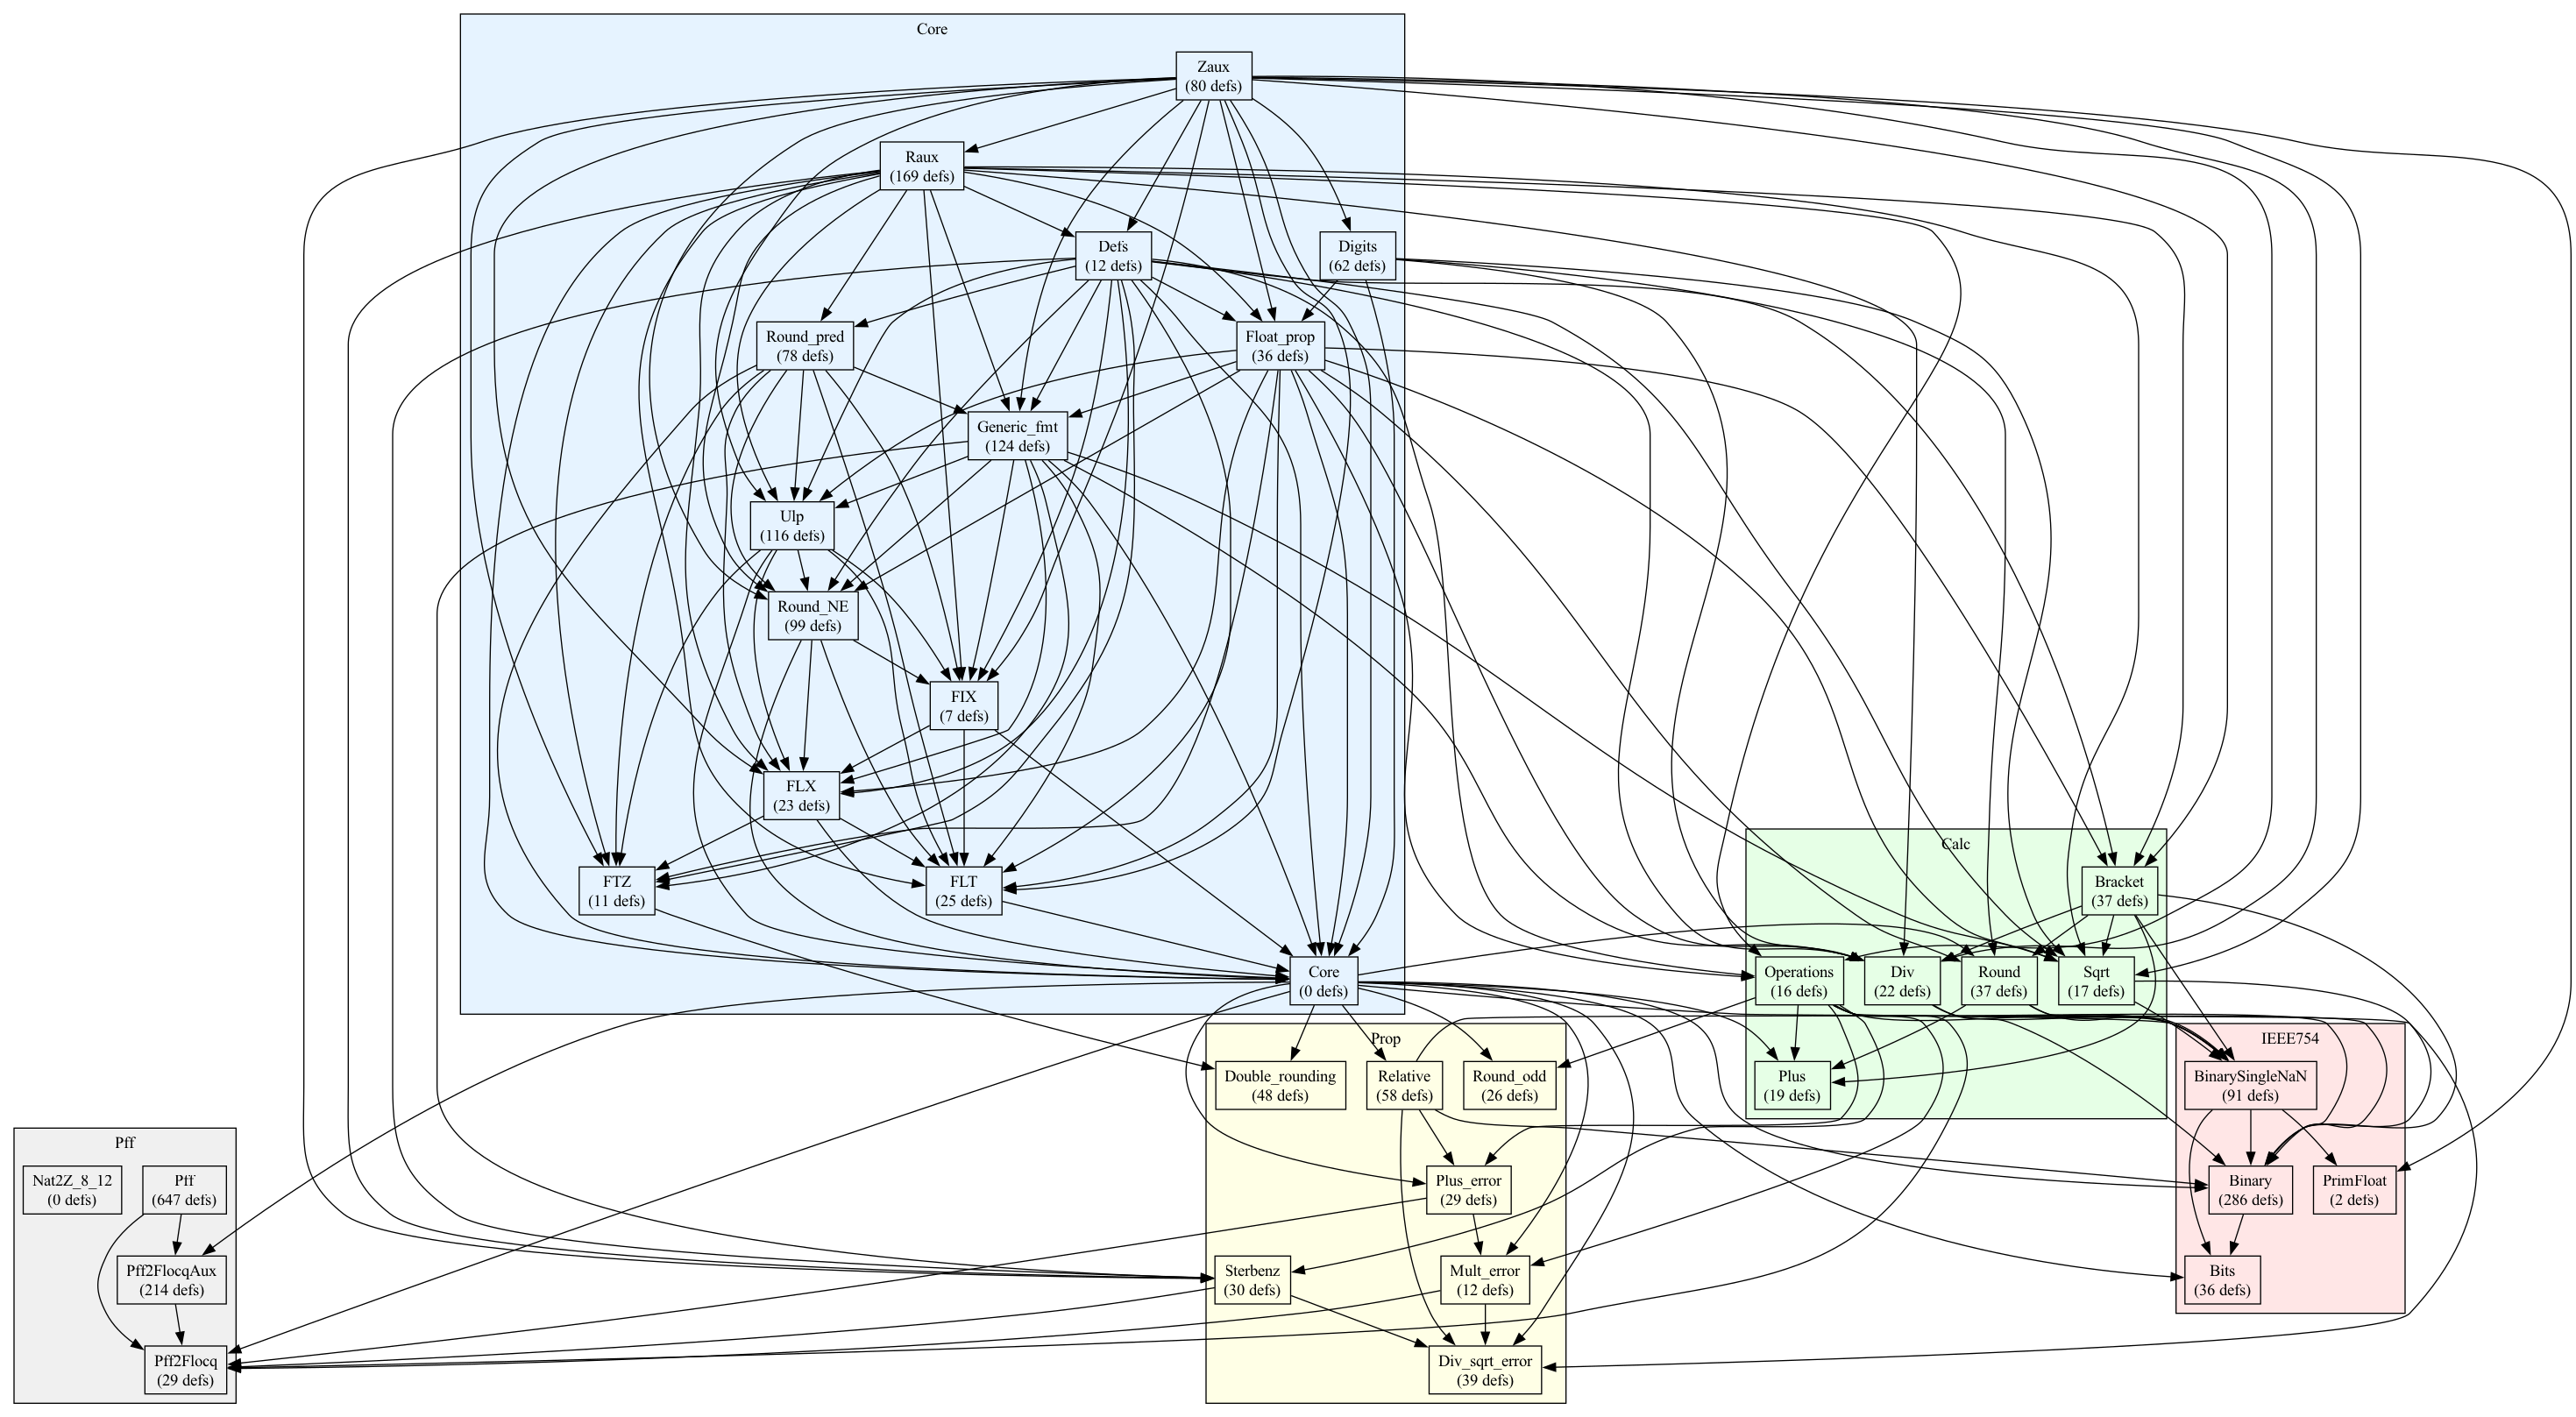 Core
Zaux
(80 defs)
Raux
(169 defs)
Defs
(12 defs)
Digits
(62 defs)
Round_pred
(78 defs)
Float_prop
(36 defs)
Generic_fmt
(124 defs)
Ulp
(116 defs)
Round_NE
(99 defs)
FIX
(7 defs)
FLX
(23 defs)
FTZ
(11 defs)
FLT
(25 defs)
Core
(0 defs)
Calc
Bracket
(37 defs)
Operations
(16 defs)
Div
(22 defs)
Round
(37 defs)
Sqrt
(17 defs)
Plus
(19 defs)
Prop
Double_rounding
(48 defs)
Relative
(58 defs)
Round_odd
(26 defs)
Plus_error
(29 defs)
Sterbenz
(30 defs)
Mult_error
(12 defs)
Div_sqrt_error
(39 defs)
IEEE754
BinarySingleNaN
(91 defs)
Binary
(286 defs)
PrimFloat
(2 defs)
Bits
(36 defs)
Pff
Nat2Z_8_12
(0 defs)
Pff
(647 defs)
Pff2FlocqAux
(214 defs)
Pff2Flocq
(29 defs)